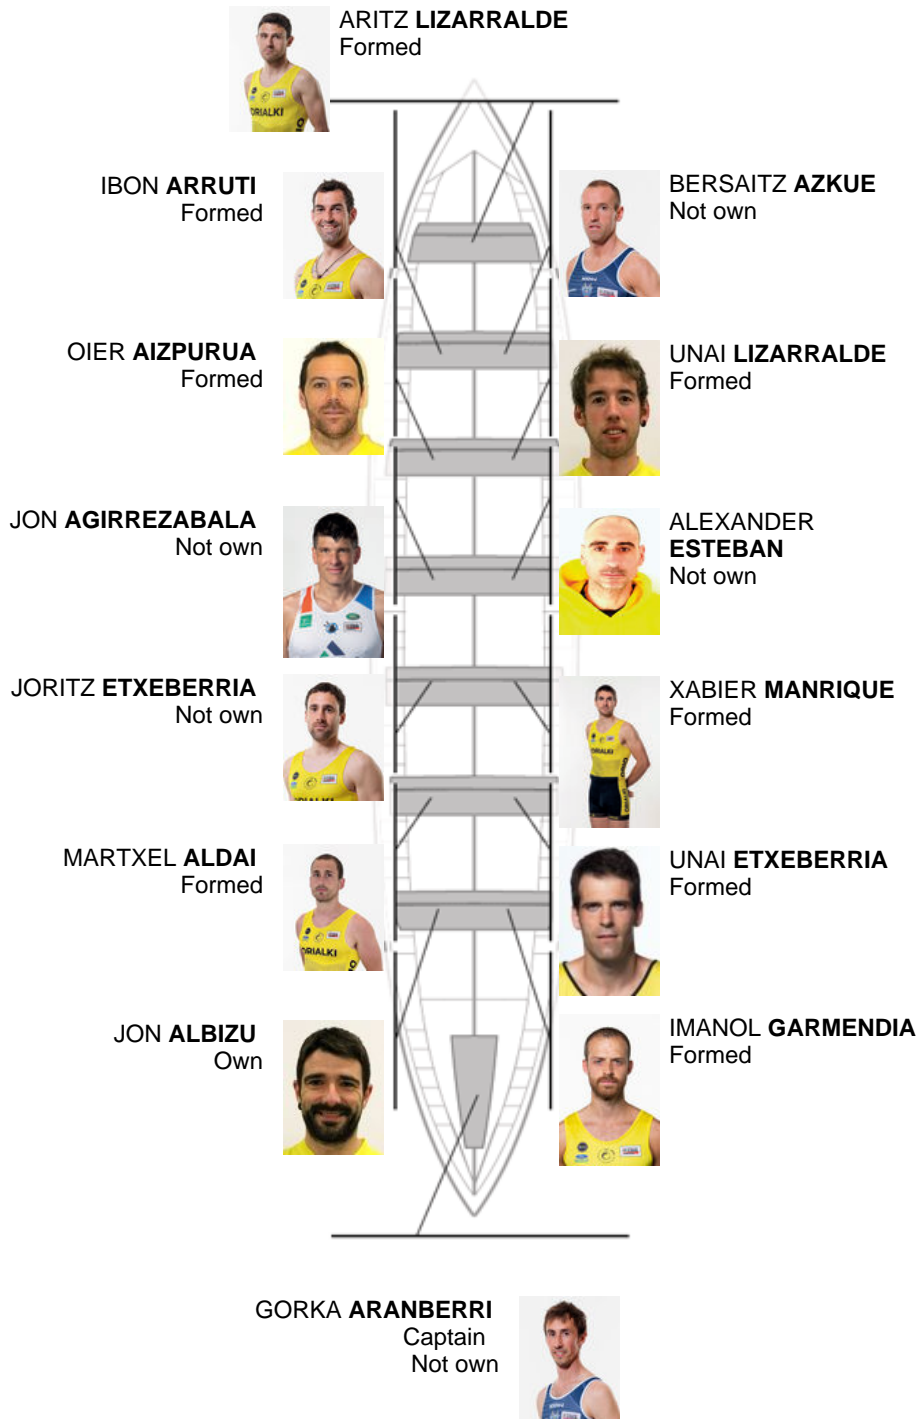 ARITZ LIZARRALDE
Formed
IBON ARRUTI
Formed
BERSAITZ AZKUE
Not own
OIER AIZPURUA
Formed
UNAI LIZARRALDE
Formed
JON AGIRREZABALA
Not own
ALEXANDER
ESTEBAN
Not own
JORITZ ETXEBERRIA
Not own
XABIER MANRIQUE
Formed
MARTXEL ALDAI
Formed
UNAI ETXEBERRIA
Formed
JON ALBIZU
Own
IMANOL GARMENDIA
Formed
GORKA ARANBERRI
Captain
Not own